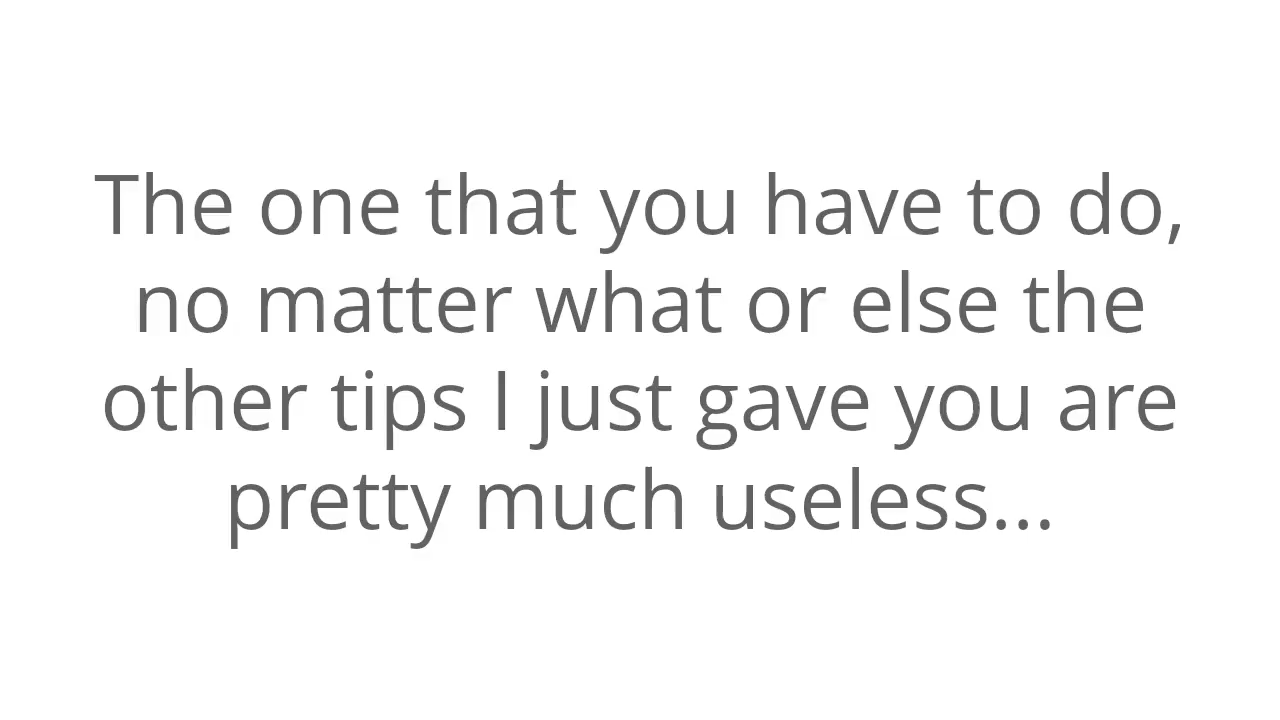 The one that you have to do,
no matter what or else the
other tips I just gave you are
pretty much useless...